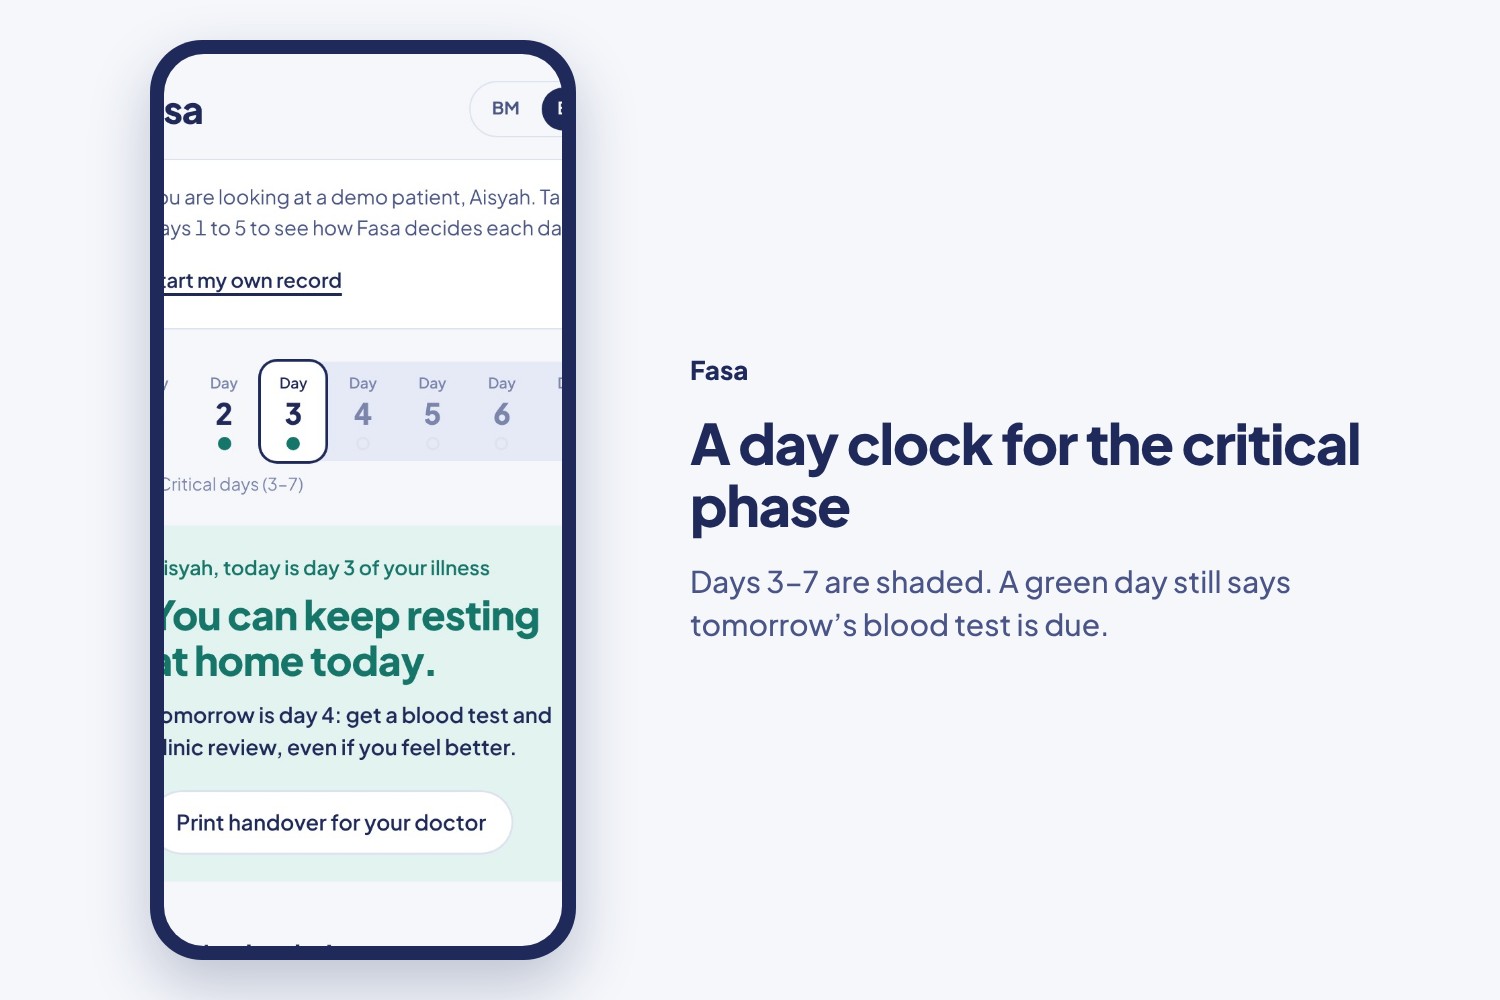 sa
BM
ou are looking at a demo patient, Aisyah. Ta
ays 1 to 5 to see how Fasa decides each da
tart my own record
Day Day Day Day Day
2 3 4 5 6
Critical days (3–7)
isyah, today is day 3 of your illness
You can keep resting
at home today.
omorrow is day 4: get a blood test and
linic review, even if you feel better.
Print handover for your doctor
Fasa
A day clock for the critical
phase
Days 3–7 are shaded. A green day still says
tomorrow’s blood test is due.